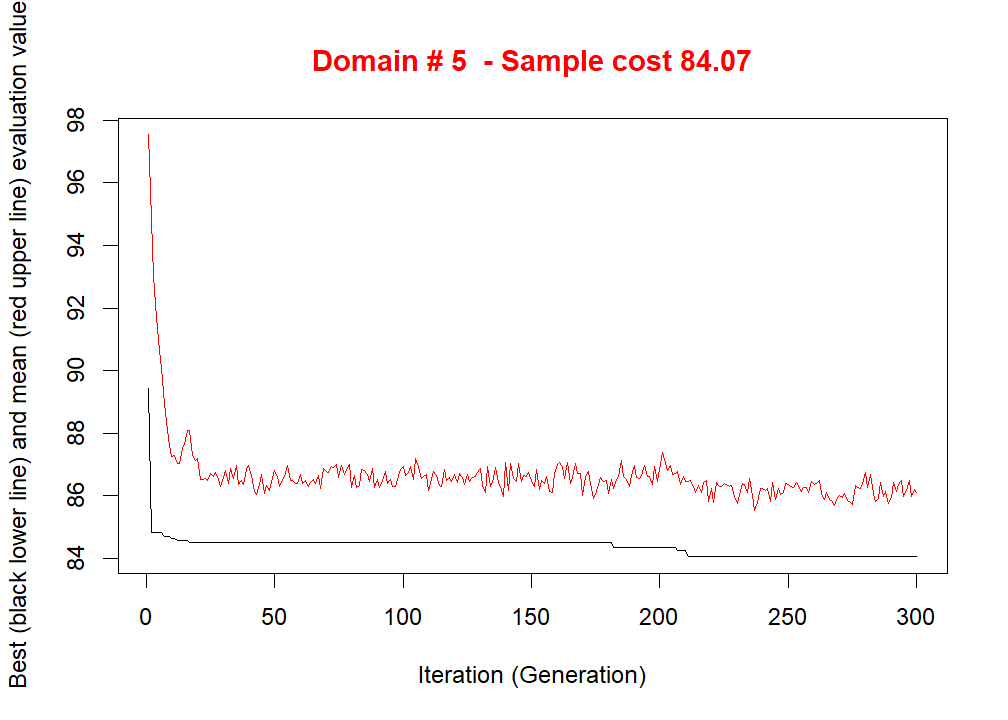 Domain # 5  - Sample cost 84.07
Best (black lower line) and mean (red upper line) evaluation value
98
96
94
92
90
88
86
84
0 50 100 150 200 250 300
Iteration (Generation)